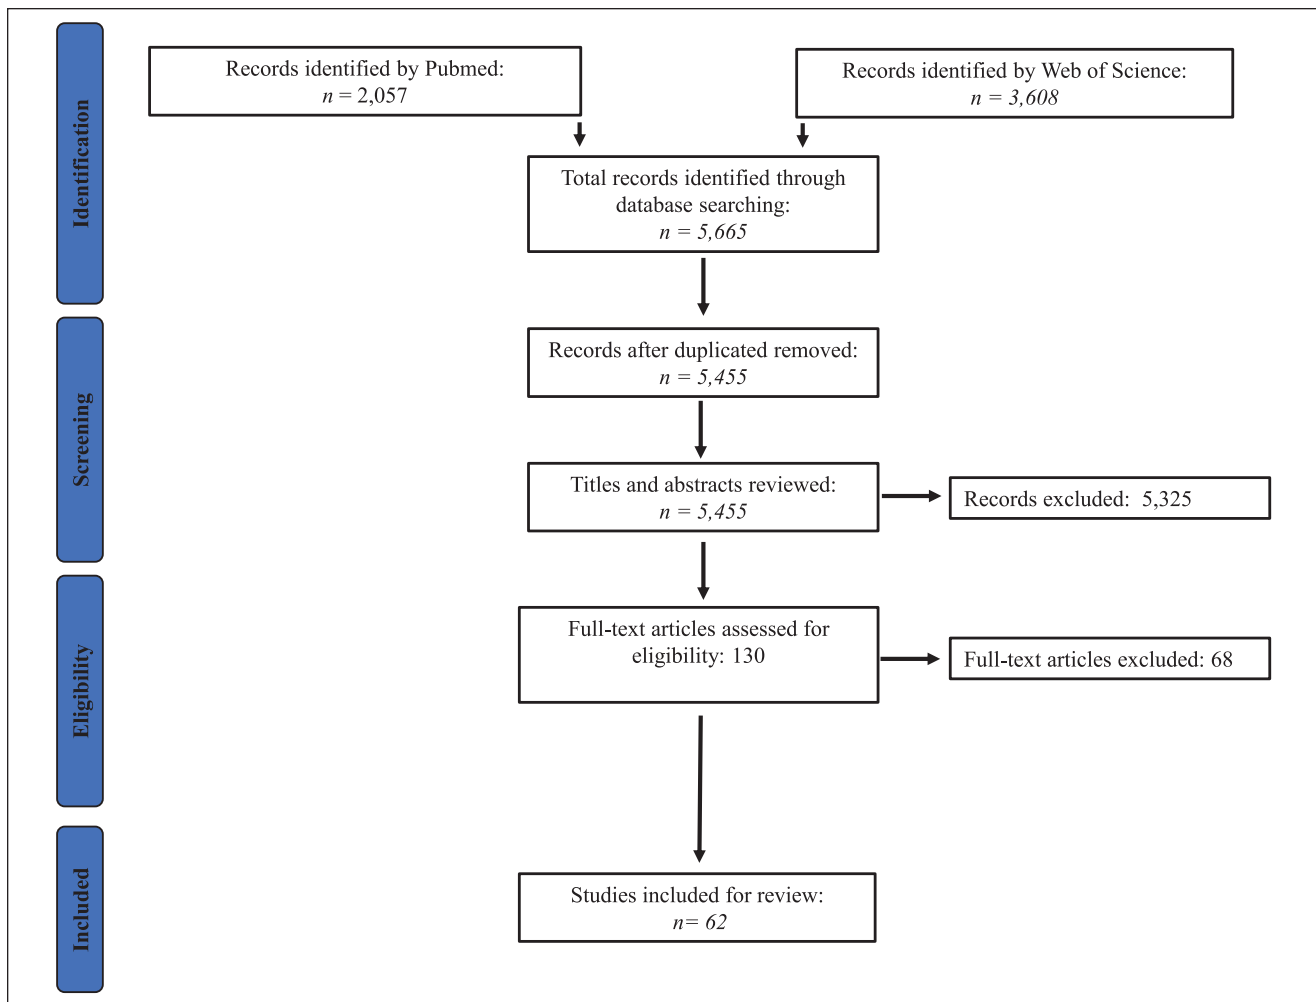 Identification
Records identified by Pubmed:
n = 2,057
Records identified by Web of Science:
n = 3,608
Total records identified through
database searching:
n = 5,665
Screening
Records after duplicated removed:
n = 5,455
Titles and abstracts reviewed:
n = 5,455
Records excluded: 5,325
Eligibility
Full-text articles assessed for
eligibility: 130
Full-text articles excluded: 68
Included
Studies included for review:
n= 62